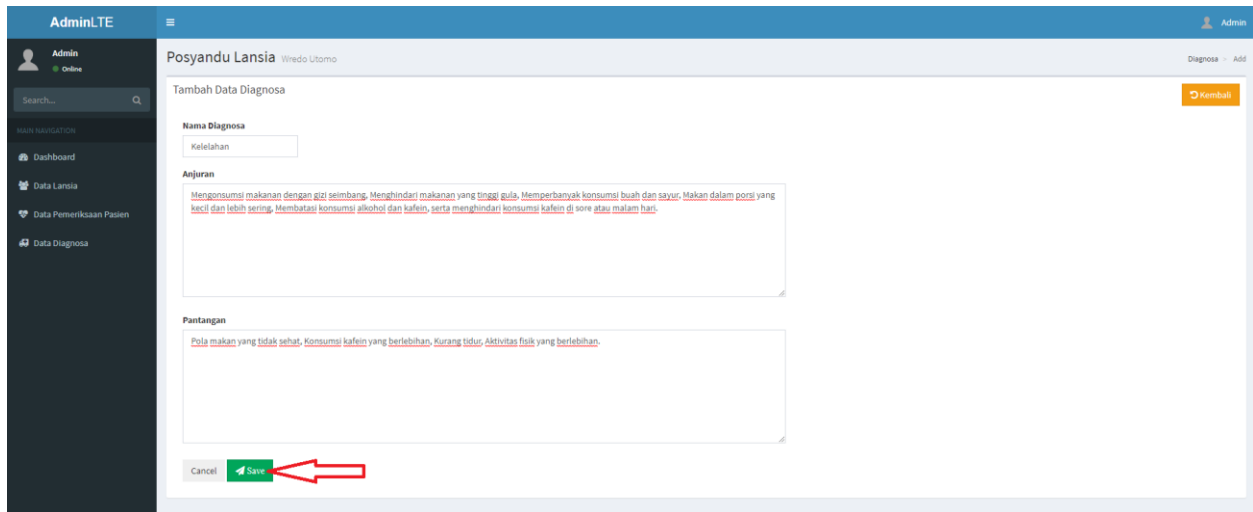 AdminLTE
Admin
Admin
Online
Search...
MAIN NAVIGATION
Dashboard
Data Lansia
Data Pemeriksaan Pasien
Data Diagnosa
Posyandu Lansia Wredo Utomo
Diagnosa > Add
Tambah Data Diagnosa
Kembali
Nama Diagnosa
Kelelahan
Anjuran
Mengonsumsi makanan dengan gizi seimbang, Menghindari makanan yang tinggi gula, Memperbanyak konsumsi buah dan sayur, Makan dalam porsi yang
kecil dan lebih sering, Membatasi konsumsi alkohol dan kafein, serta menghindari konsumsi kafein di sore atau malam hari.
Pantangan
Pola makan yang tidak sehat, Konsumsi kafein yang berlebihan, Kurang tidur, Aktivitas fisik yang berlebihan.
Cancel
Save